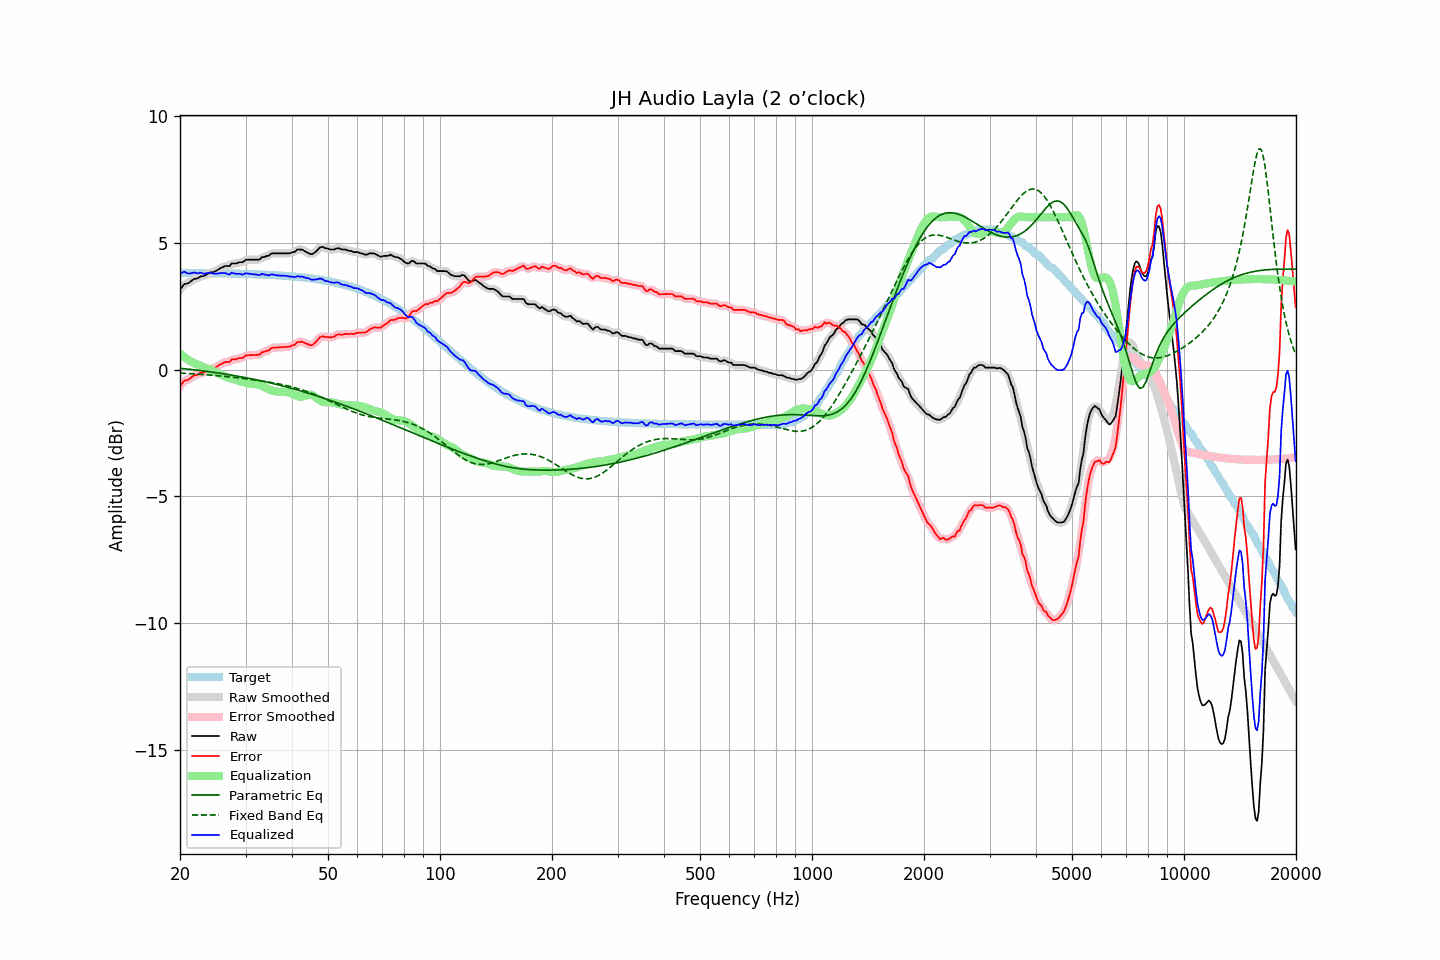 JH Audio Layla (2 o’clock)
10
5
0
−5
−10
−15
Amplitude (dBr)
Target
Raw Smoothed
Error Smoothed
Raw
Error
Equalization
Parametric Eq
Fixed Band Eq
Equalized
20 50 100 200 500 1000 2000 5000 10000 20000
Frequency (Hz)